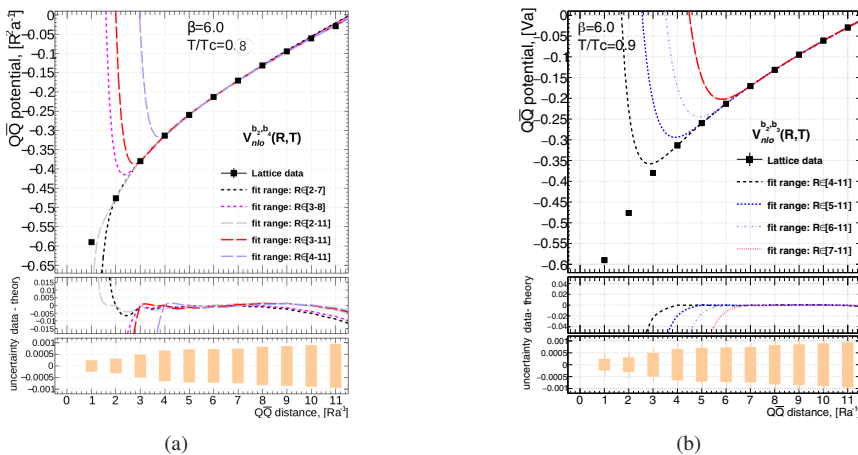 QQ̅ potential, [R²a⁻¹]
0
−0.05
−0.1
−0.15
−0.2
−0.25
−0.3
−0.35
−0.4
−0.45
−0.5
−0.55
−0.6
−0.65
β=6.0
T/Tc=0.8
V_{nlo}^{b₂,b₄}(R,T)
Lattice data
fit range: R∈[2-7]
fit range: R∈[3-8]
fit range: R∈[2-11]
fit range: R∈[3-11]
fit range: R∈[4-11]
data - theory
0.015
0.01
0.005
0
−0.005
−0.01
−0.015
uncertainty
0.001
0.0005
0
−0.0005
−0.001
0 1 2 3 4 5 6 7 8 9 10 11
QQ̅ distance, [Ra⁻¹]
(a)
QQ̅ potential, [Va]
0
−0.05
−0.1
−0.15
−0.2
−0.25
−0.3
−0.35
−0.4
−0.45
−0.5
−0.55
−0.6
β=6.0
T/Tc=0.9
V_{nlo}^{b₂,b₃}(R,T)
Lattice data
fit range: R∈[4-11]
fit range: R∈[5-11]
fit range: R∈[6-11]
fit range: R∈[7-11]
data- theory
0.04
0.02
0
−0.02
−0.04
uncertainty
0.001
0.0005
0
−0.0005
−0.001
0 1 2 3 4 5 6 7 8 9 10 11
QQ̅ distance, [Ra⁻¹]
(b)